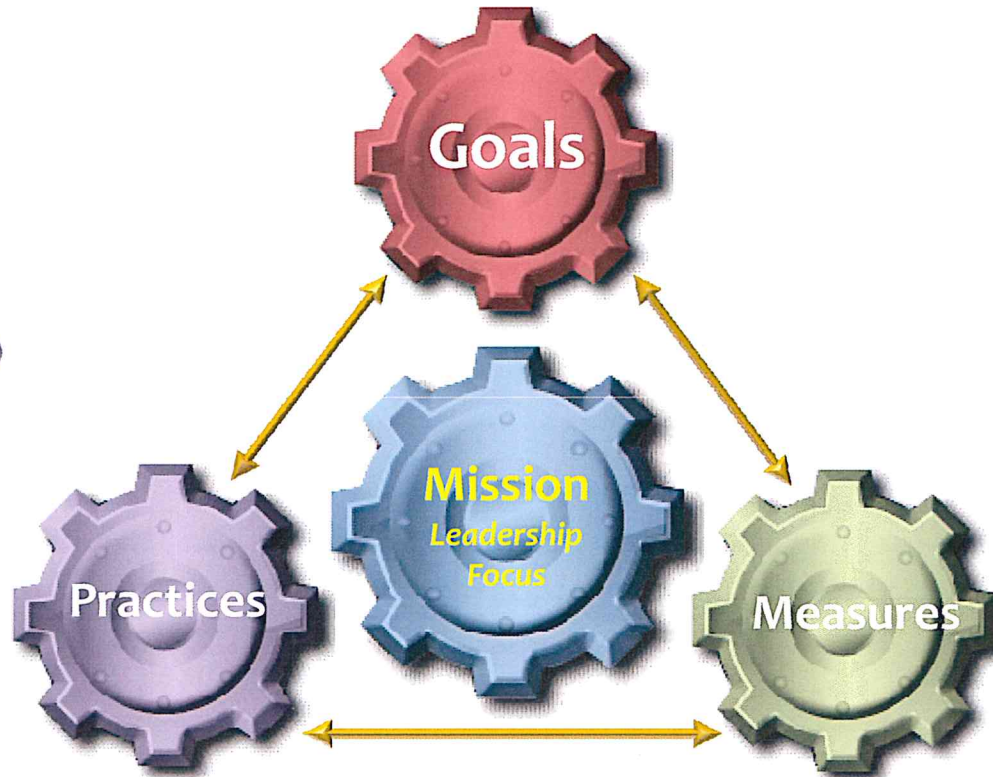 Goals
Mission
Leadership
Focus
Practices
Measures